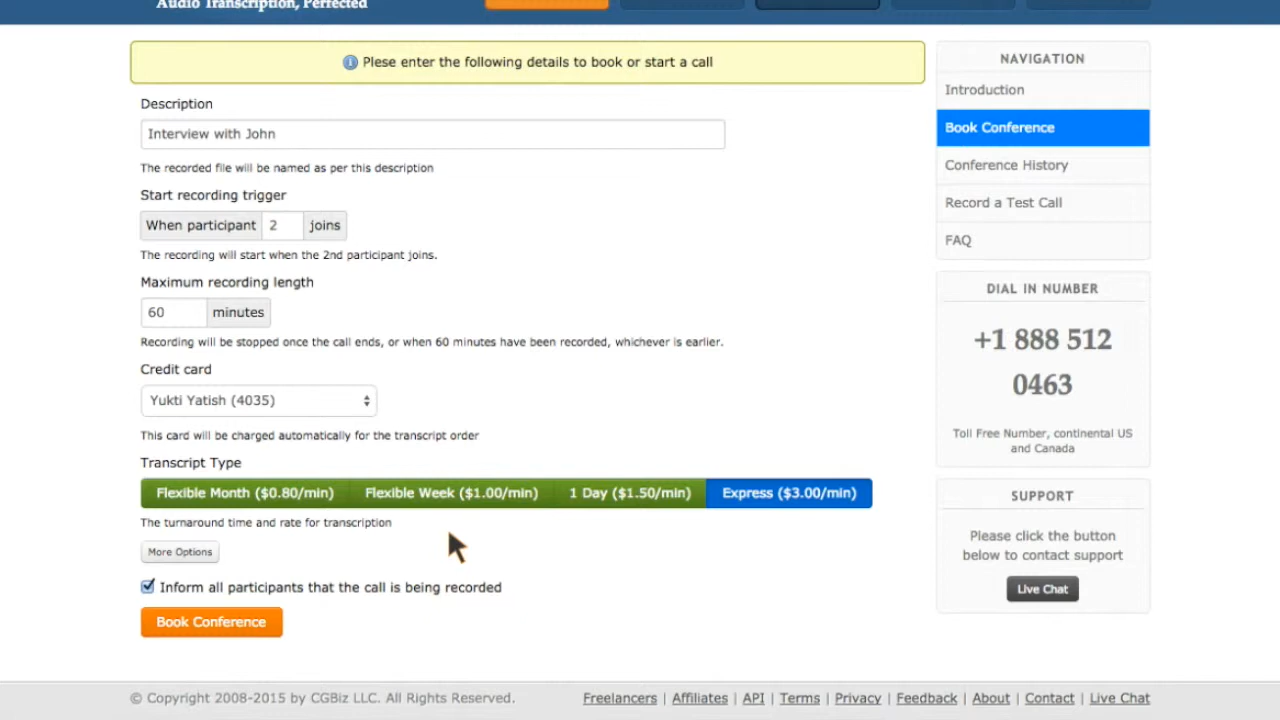 Audio Transcription, Perfected
Plese enter the following details to book or start a call
Description
Interview with John
The recorded file will be named as per this description
Start recording trigger
When participant 2 joins
The recording will start when the 2nd participant joins.
Maximum recording length
60 minutes
Recording will be stopped once the call ends, or when 60 minutes have been recorded, whichever is earlier.
Credit card
Yukti Yatish (4035)
This card will be charged automatically for the transcript order
Transcript Type
Flexible Month ($0.80/min) Flexible Week ($1.00/min) 1 Day ($1.50/min) Express ($3.00/min)
The turnaround time and rate for transcription
More Options
Inform all participants that the call is being recorded
Book Conference
NAVIGATION
Introduction
Book Conference
Conference History
Record a Test Call
FAQ
DIAL IN NUMBER
+1 888 512
0463
Toll Free Number, continental US
and Canada
SUPPORT
Please click the button
below to contact support
Live Chat
© Copyright 2008-2015 by CGBiz LLC. All Rights Reserved. Freelancers | Affiliates | API | Terms | Privacy | Feedback | About | Contact | Live Chat